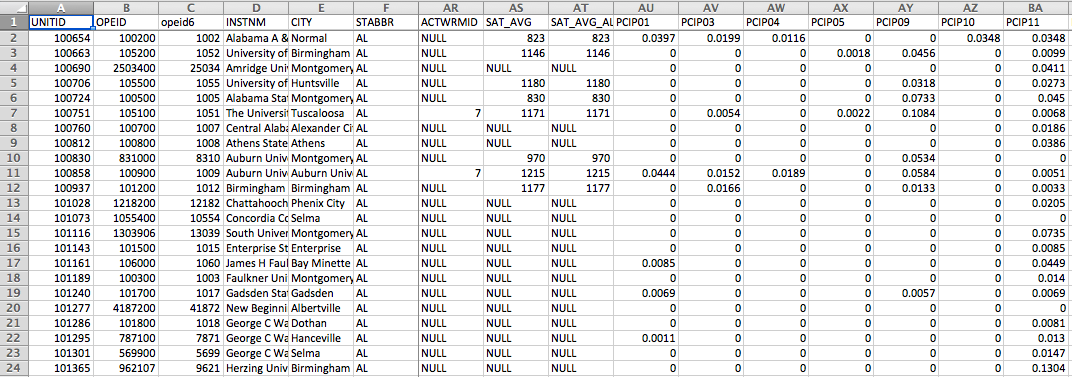 A B C D E F AR AS AT AU AV AW AX AY AZ BA
1 UNITID OPEID opeid6 INSTNM CITY STABBR ACTWRMID SAT_AVG SAT_AVG_AL PCIP01 PCIP03 PCIP04 PCIP05 PCIP09 PCIP10 PCIP11
2 100654 100200 1002 Alabama A & Normal AL NULL 823 823 0.0397 0.0199 0.0116 0 0 0.0348 0.0348
3 100663 105200 1052 University of Birmingham AL NULL 1146 1146 0 0 0 0.0018 0.0456 0 0.0099
4 100690 2503400 25034 Amridge Uni Montgomery AL NULL NULL NULL 0 0 0 0 0 0 0.0411
5 100706 105500 1055 University of Huntsville AL NULL 1180 1180 0 0 0 0 0.0318 0 0.0273
6 100724 100500 1005 Alabama Sta Montgomery AL NULL 830 830 0 0 0 0 0.0733 0 0.045
7 100751 105100 1051 The Universi Tuscaloosa AL 7 1171 1171 0 0.0054 0 0.0022 0.1084 0 0.0068
8 100760 100700 1007 Central Alaba Alexander Ci AL NULL NULL NULL 0 0 0 0 0 0 0.0186
9 100812 100800 1008 Athens State Athens AL NULL NULL NULL 0 0 0 0 0 0 0.0386
10 100830 831000 8310 Auburn Univ Montgomery AL NULL 970 970 0 0 0 0 0.0534 0 0
11 100858 100900 1009 Auburn Univ Auburn Univ AL 7 1215 1215 0.0444 0.0152 0.0189 0 0.0584 0 0.0051
12 100937 101200 1012 Birmingham Birmingham AL NULL 1177 1177 0 0.0166 0 0 0.0133 0 0.0033
13 101028 1218200 12182 Chattahooch Phenix City AL NULL NULL NULL 0 0 0 0 0 0 0.0205
14 101073 1055400 10554 Concordia Co Selma AL NULL NULL NULL 0 0 0 0 0 0 0
15 101116 1303906 13039 South Univer Montgomery AL NULL NULL NULL 0 0 0 0 0 0 0.0735
16 101143 101500 1015 Enterprise St Enterprise AL NULL NULL NULL 0 0 0 0 0 0 0.0085
17 101161 106000 1060 James H Faul Bay Minette AL NULL NULL NULL 0.0085 0 0 0 0 0 0.0449
18 101189 100300 1003 Faulkner Uni Montgomery AL NULL NULL NULL 0 0 0 0 0 0 0.014
19 101240 101700 1017 Gadsden Sta Gadsden AL NULL NULL NULL 0.0069 0 0 0 0.0057 0 0.0069
20 101277 4187200 41872 New Beginni Albertville AL NULL NULL NULL 0 0 0 0 0 0 0
21 101286 101800 1018 George C Wa Dothan AL NULL NULL NULL 0 0 0 0 0 0 0.0081
22 101295 787100 7871 George C Wa Hanceville AL NULL NULL NULL 0.0011 0 0 0 0 0 0.013
23 101301 569900 5699 George C Wa Selma AL NULL NULL NULL 0 0 0 0 0 0 0.0147
24 101365 962107 9621 Herzing Univ Birmingham AL NULL NULL NULL 0 0 0 0 0 0 0.1304